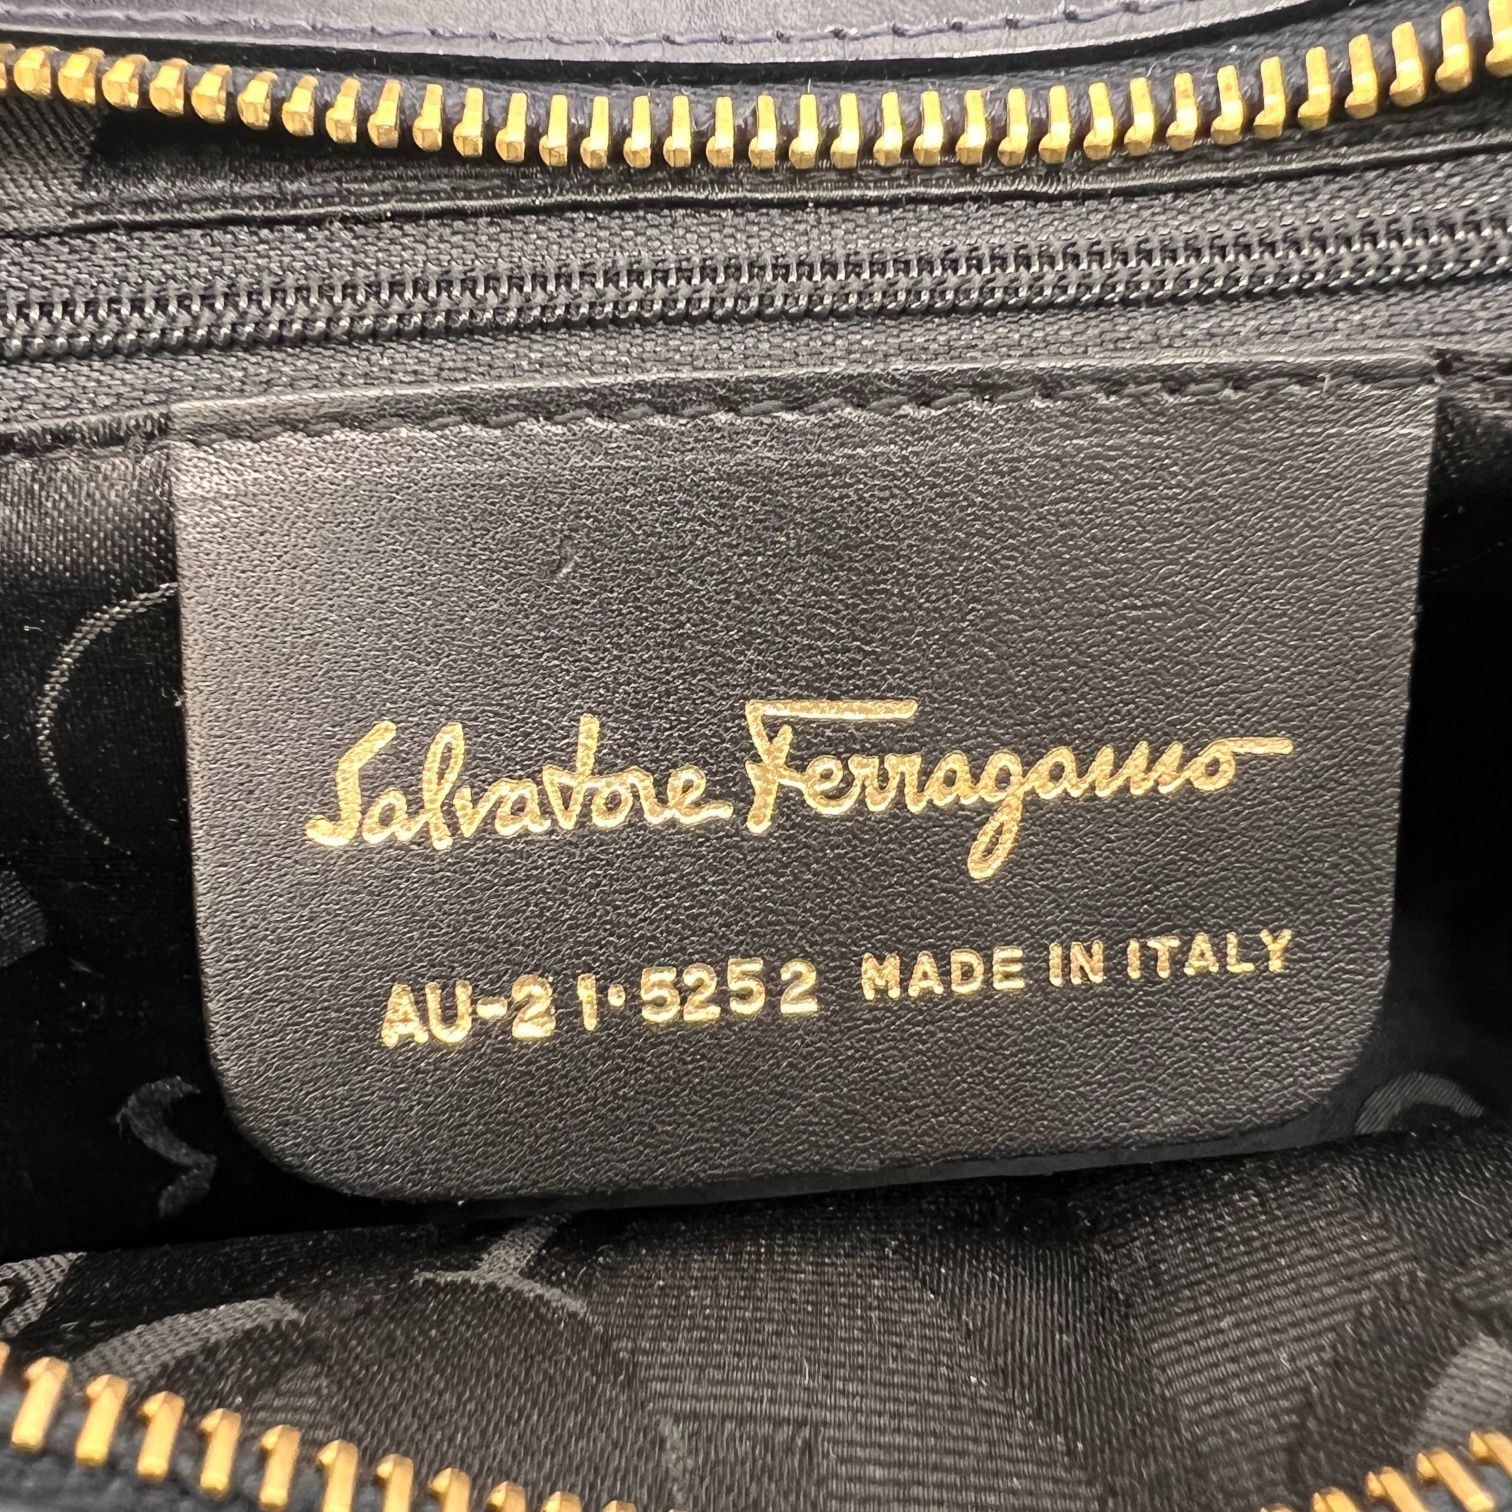 Salvatore Ferragamo
AU-21·5252 MADE IN ITALY